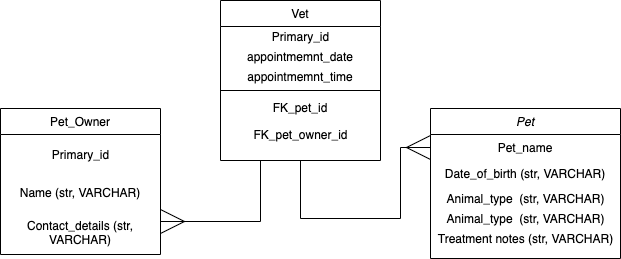 Vet
Primary_id
appointmemnt_date
appointmemnt_time
FK_pet_id
FK_pet_owner_id
Pet_Owner
Primary_id
Name (str, VARCHAR)
Contact_details (str,
VARCHAR)
Pet
Pet_name
Date_of_birth (str, VARCHAR)
Animal_type (str, VARCHAR)
Animal_type (str, VARCHAR)
Treatment notes (str, VARCHAR)